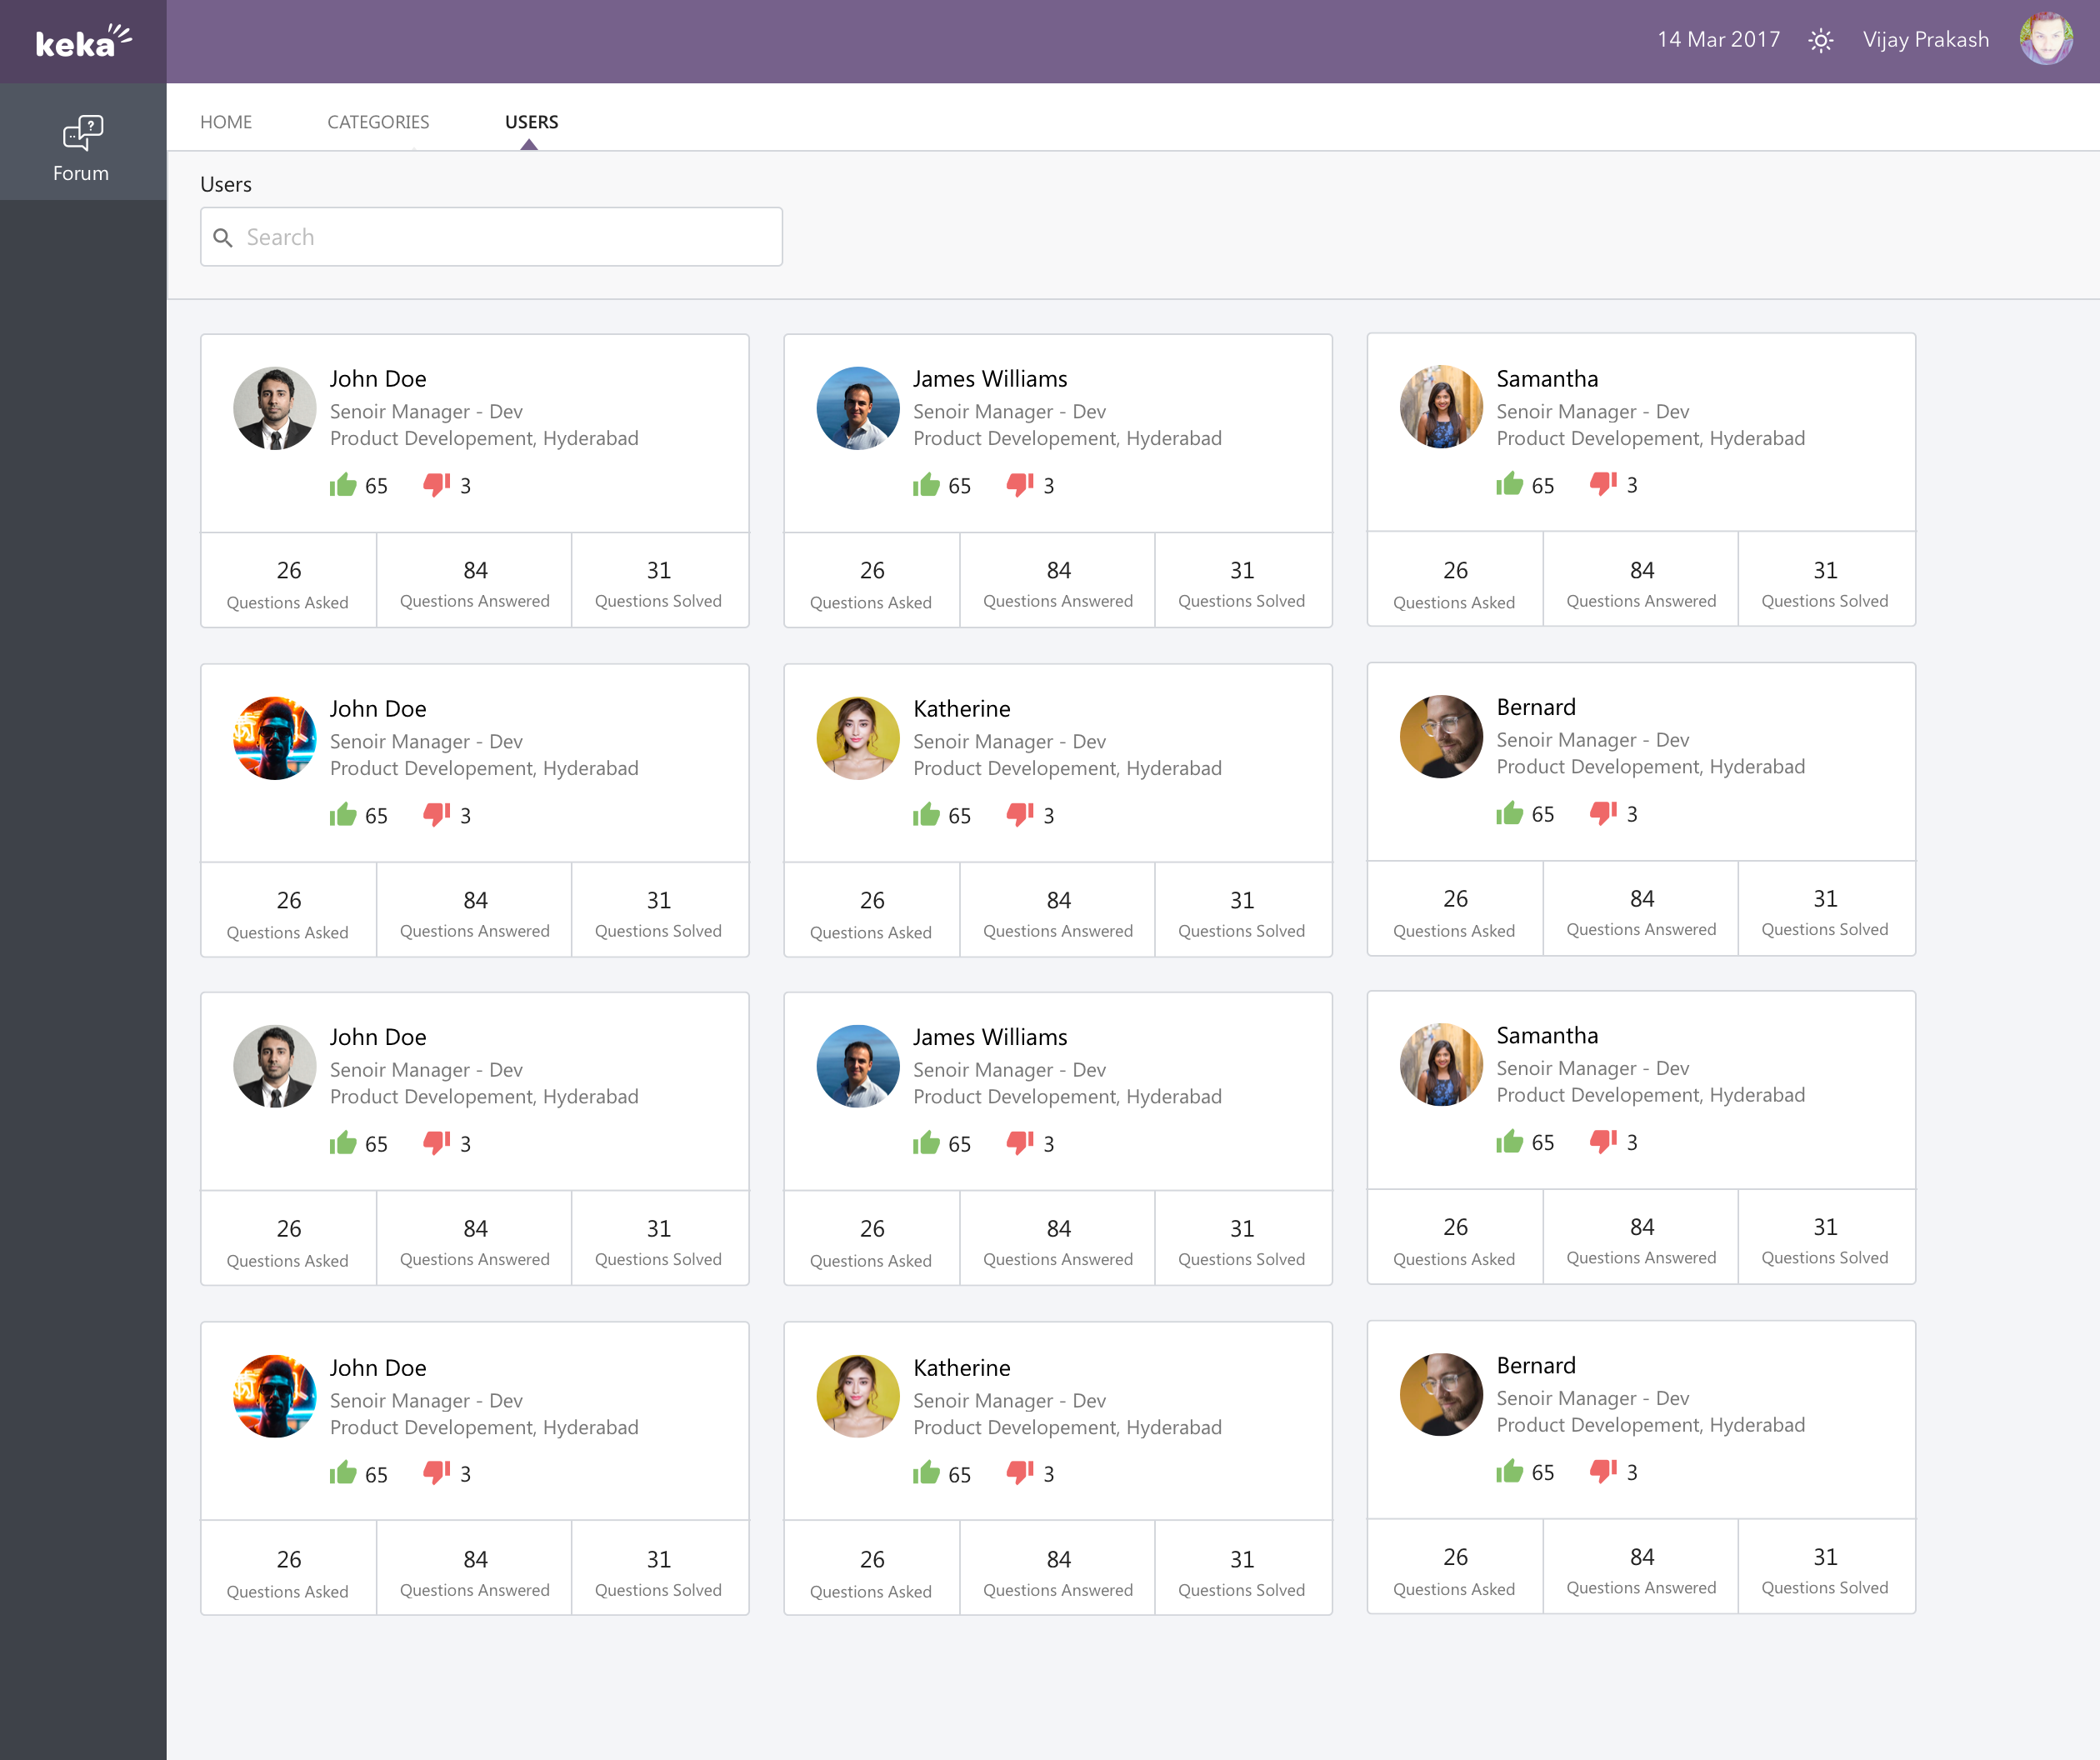 keka
14 Mar 2017 Vijay Prakash
Forum
HOME CATEGORIES USERS
Users
Search
John Doe
Senoir Manager - Dev
Product Developement, Hyderabad
65 3
26 84 31
Questions Asked Questions Answered Questions Solved
James Williams
Senoir Manager - Dev
Product Developement, Hyderabad
65 3
26 84 31
Questions Asked Questions Answered Questions Solved
Samantha
Senoir Manager - Dev
Product Developement, Hyderabad
65 3
26 84 31
Questions Asked Questions Answered Questions Solved
John Doe
Senoir Manager - Dev
Product Developement, Hyderabad
65 3
26 84 31
Questions Asked Questions Answered Questions Solved
Katherine
Senoir Manager - Dev
Product Developement, Hyderabad
65 3
26 84 31
Questions Asked Questions Answered Questions Solved
Bernard
Senoir Manager - Dev
Product Developement, Hyderabad
65 3
26 84 31
Questions Asked Questions Answered Questions Solved
John Doe
Senoir Manager - Dev
Product Developement, Hyderabad
65 3
26 84 31
Questions Asked Questions Answered Questions Solved
James Williams
Senoir Manager - Dev
Product Developement, Hyderabad
65 3
26 84 31
Questions Asked Questions Answered Questions Solved
Samantha
Senoir Manager - Dev
Product Developement, Hyderabad
65 3
26 84 31
Questions Asked Questions Answered Questions Solved
John Doe
Senoir Manager - Dev
Product Developement, Hyderabad
65 3
26 84 31
Questions Asked Questions Answered Questions Solved
Katherine
Senoir Manager - Dev
Product Developement, Hyderabad
65 3
26 84 31
Questions Asked Questions Answered Questions Solved
Bernard
Senoir Manager - Dev
Product Developement, Hyderabad
65 3
26 84 31
Questions Asked Questions Answered Questions Solved